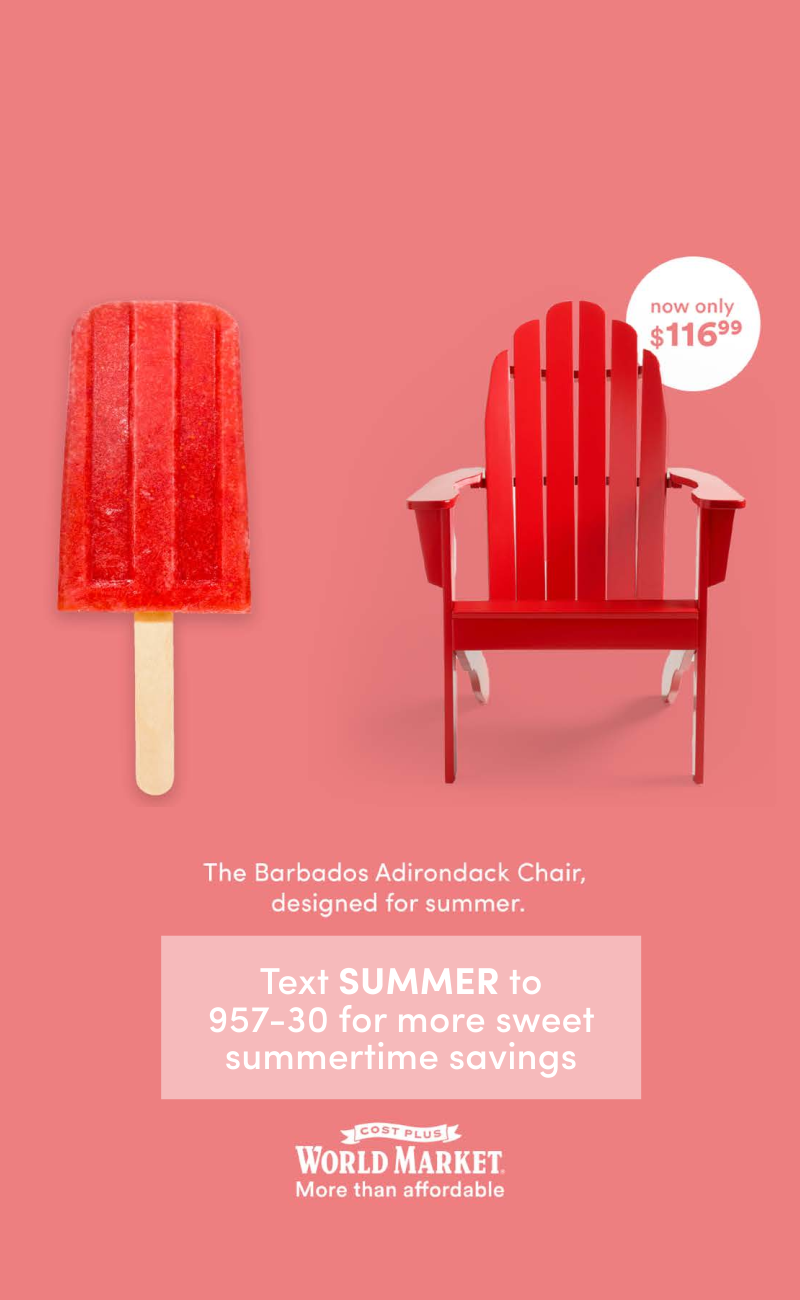 now only
$116⁹⁹
The Barbados Adirondack Chair,
designed for summer.
Text SUMMER to
957-30 for more sweet
summertime savings
COST PLUS
WORLD MARKET.
More than affordable